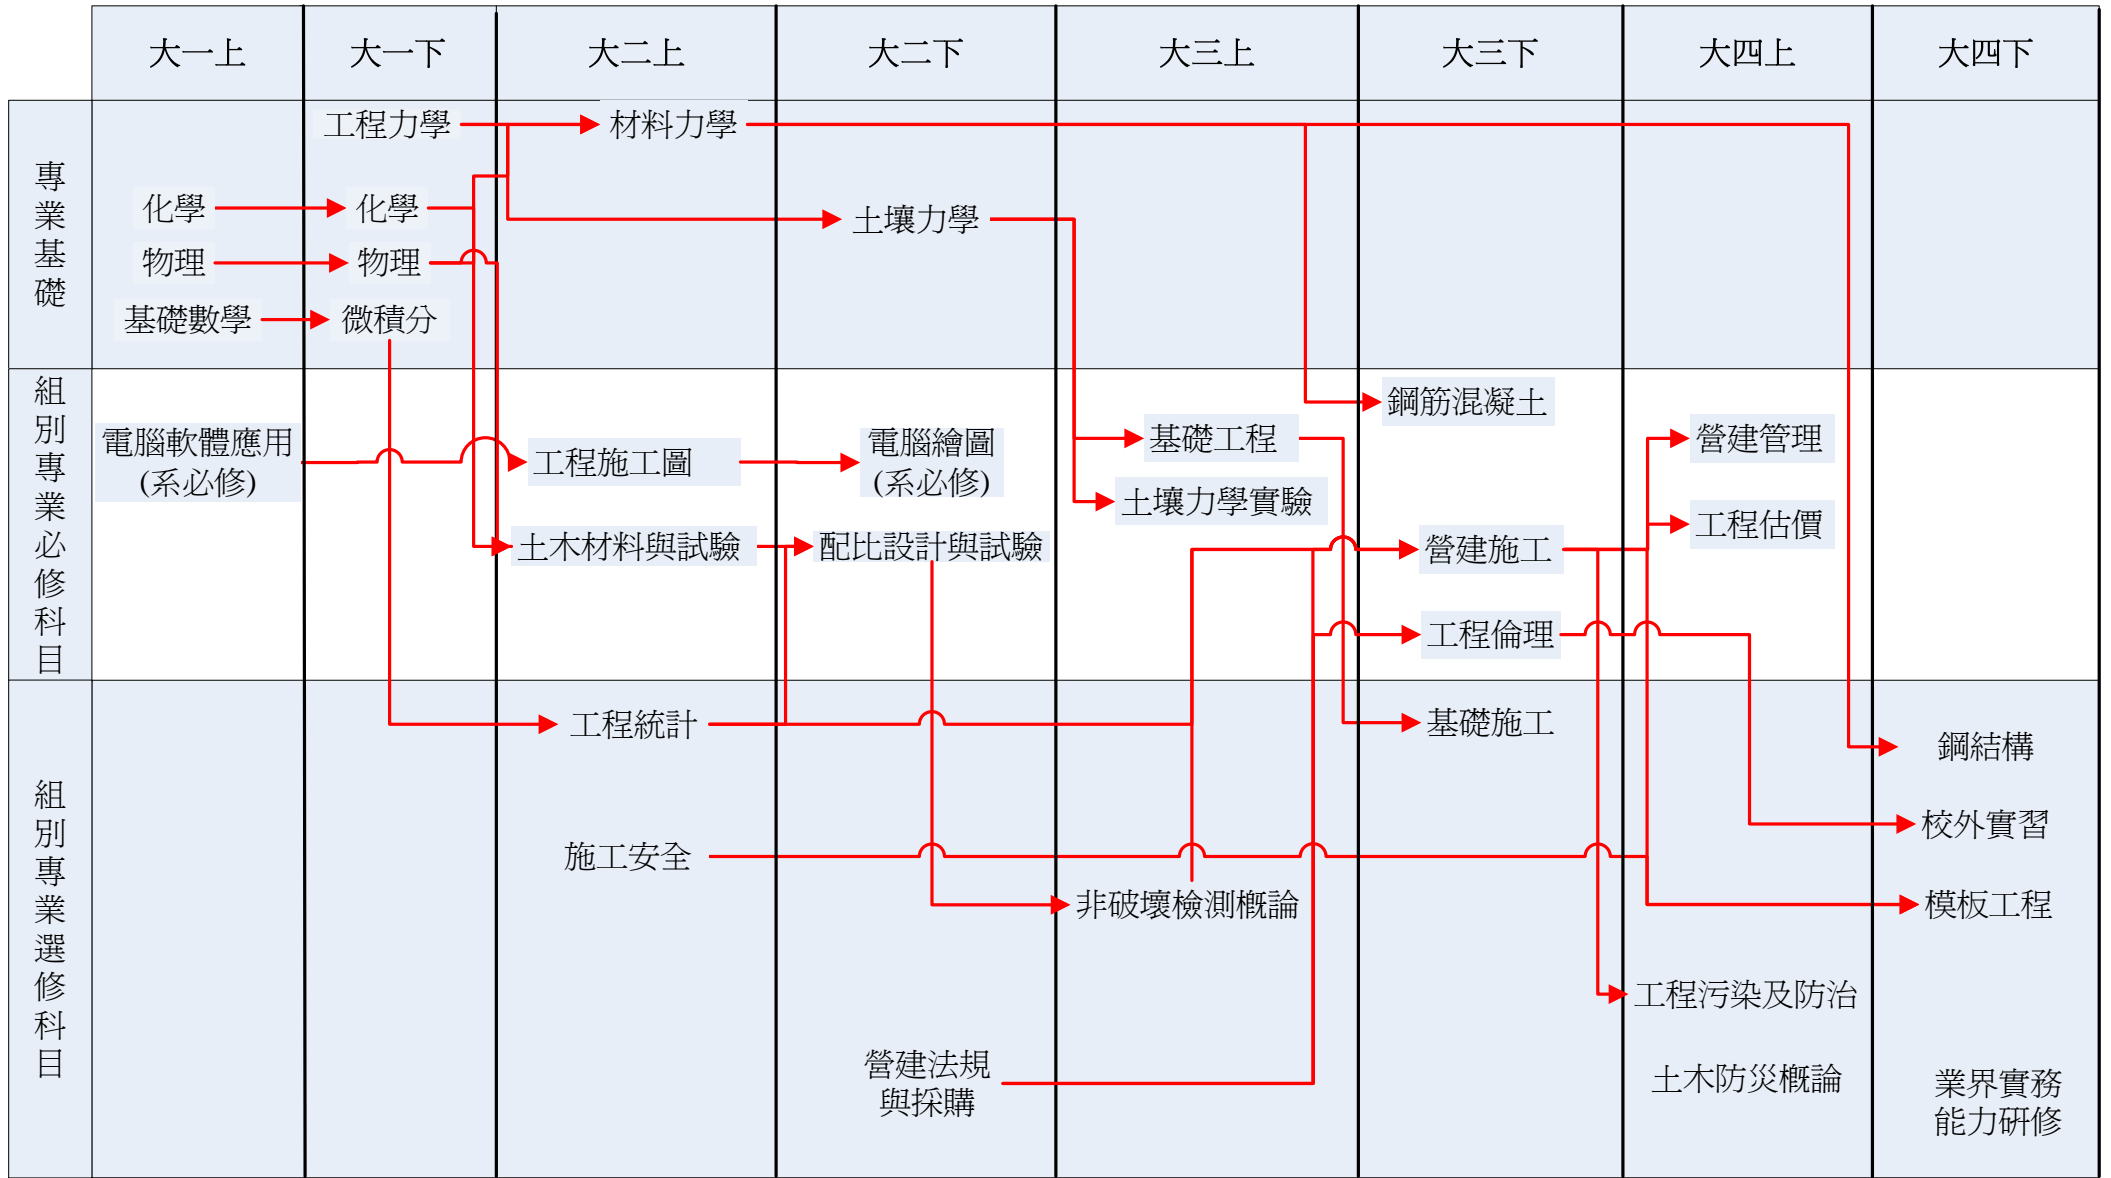 大一上
大一下
大二上
大二下
大三上
大三下
大四上
大四下
專業基礎
工程力學
材料力學
化學
化學
土壤力學
物理
物理
基礎數學
微積分
組別專業必修科目
電腦軟體應用
(系必修)
工程施工圖
電腦繪圖
(系必修)
基礎工程
鋼筋混凝土
營建管理
土壤力學實驗
工程估價
土木材料與試驗
配比設計與試驗
營建施工
工程倫理
組別專業選修科目
工程統計
基礎施工
鋼結構
施工安全
校外實習
非破壞檢測概論
模板工程
工程污染及防治
營建法規
與採購
土木防災概論
業界實務
能力研修